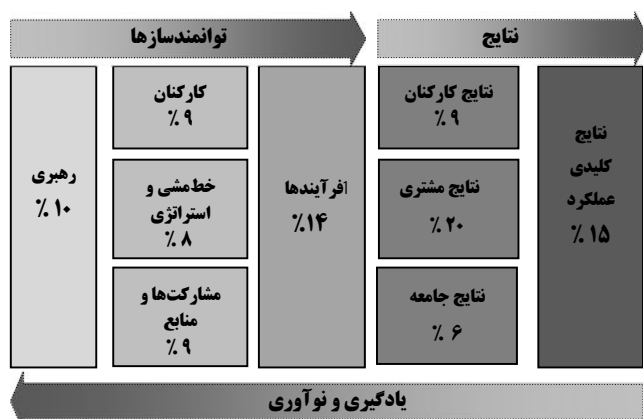 توانمندسازها
نتایج
رهبری
٪ ۱۰
کارکنان
٪ ۹
خط‌مشی و
استراتژی
٪ ۸
مشارکت‌ها و
منابع
٪ ۹
فرآیندها
٪۱۴
نتایج کارکنان
٪ ۹
نتایج مشتری
٪ ۲۰
نتایج جامعه
٪ ۶
نتایج
کلیدی
عملکرد
٪ ۱۵
یادگیری و نوآوری